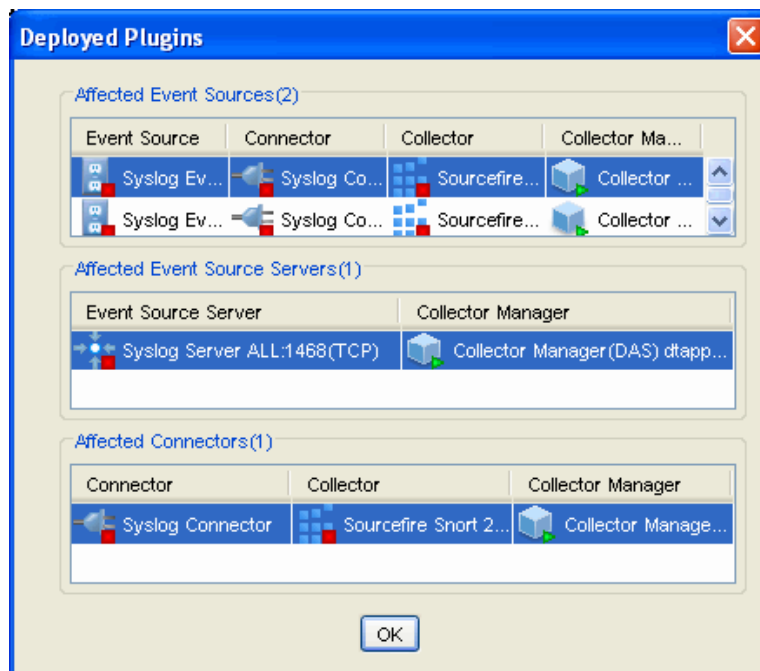 Deployed Plugins
Affected Event Sources(2)
Event Source Connector Collector Collector Ma...
Syslog Ev... Syslog Co... Sourcefire... Collector ...
Syslog Ev... Syslog Co... Sourcefire... Collector ...
Affected Event Source Servers(1)
Event Source Server Collector Manager
Syslog Server ALL:1468(TCP) Collector Manager(DAS) dtapp...
Affected Connectors(1)
Connector Collector Collector Manager
Syslog Connector Sourcefire Snort 2... Collector Manage...
OK